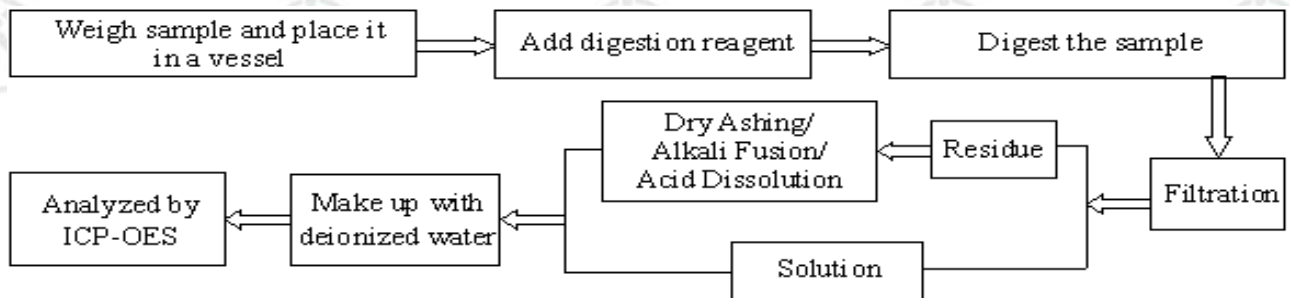 Weigh sample and place it
in a vessel
Add digestion reagent
Digest the sample
Dry Ashing/
Alkali Fusion/
Acid Dissolution
Residue
Filtration
Analyzed by
ICP-OES
Make up with
deionized water
Solution